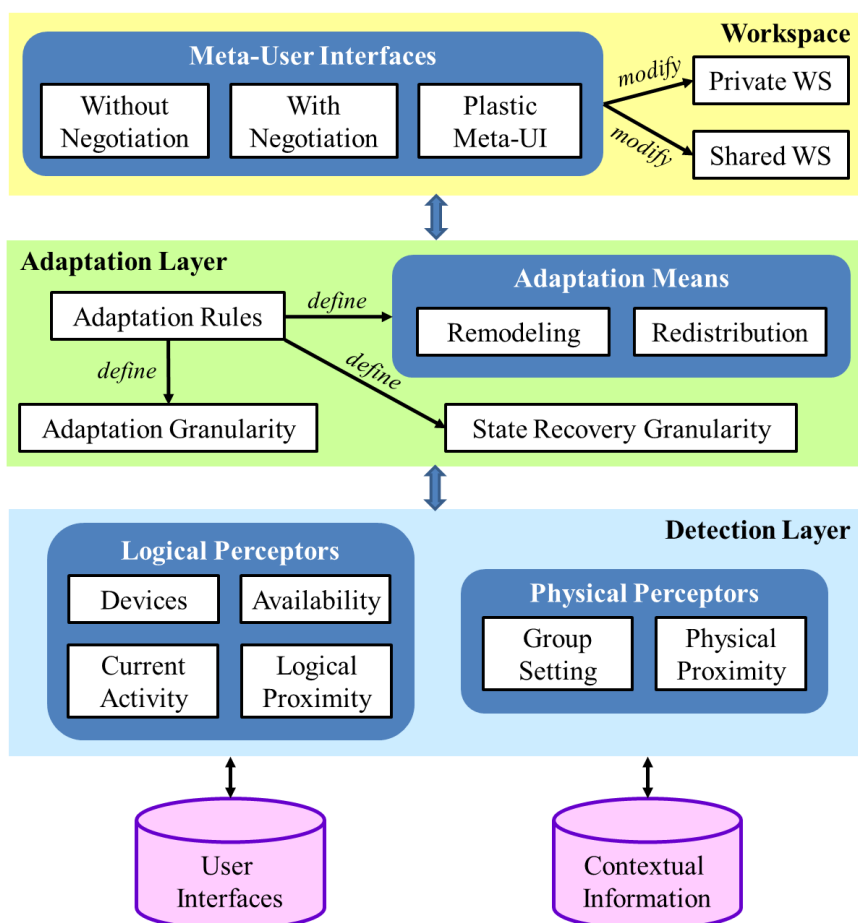 Workspace
Meta-User Interfaces
Without
Negotiation
With
Negotiation
Plastic
Meta-UI
modify
modify
Private WS
Shared WS
Adaptation Layer
Adaptation Rules
define
define
define
Adaptation Means
Remodeling
Redistribution
Adaptation Granularity
State Recovery Granularity
Detection Layer
Logical Perceptors
Devices
Availability
Current
Activity
Logical
Proximity
Physical Perceptors
Group
Setting
Physical
Proximity
User
Interfaces
Contextual
Information